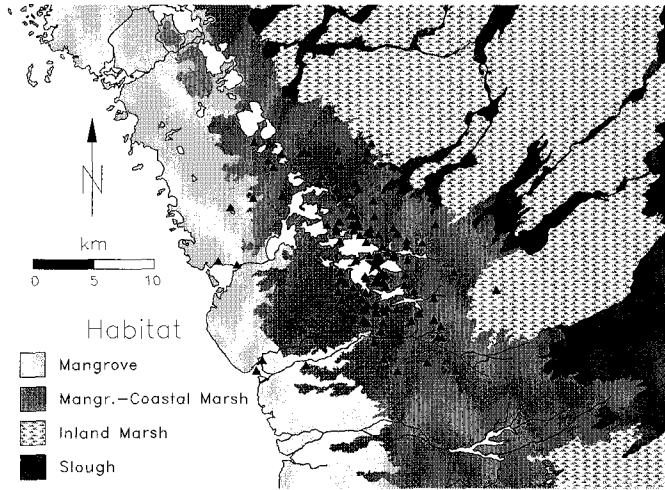 N
km
0 5 10
Habitat
Mangrove
Mangr.-Coastal Marsh
Inland Marsh
Slough